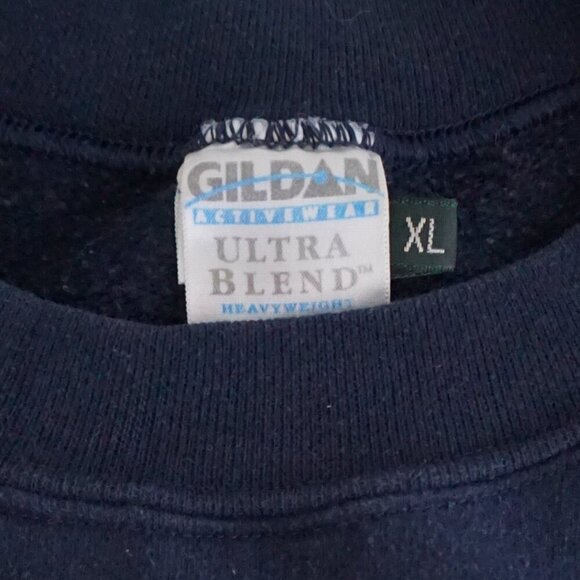 GILDAN
ACTIVEWEAR
ULTRA
BLEND™
HEAVYWEIGHT
XL